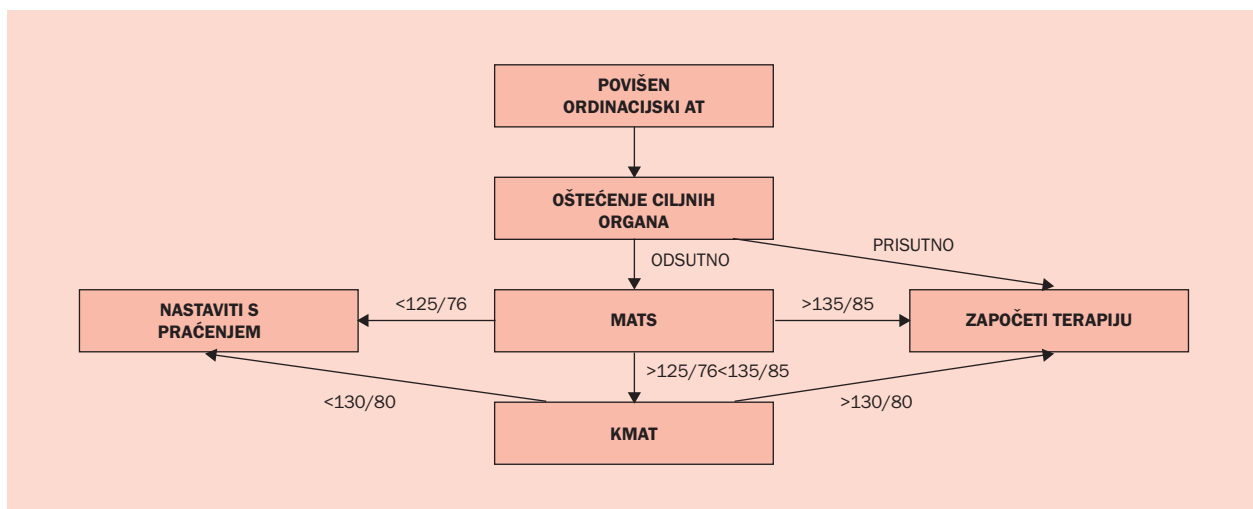 POVIŠEN
ORDINACIJSKI AT
OŠTEĆENJE CILJNIH
ORGANA
PRISUTNO
ODSUTNO
NASTAVITI S
PRAĆENJEM
<125/76
MATS
>135/85
ZAPOČETI TERAPIJU
>125/76<135/85
<130/80
>130/80
KMAT